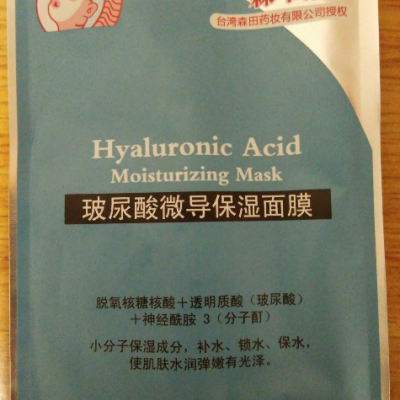 台湾森田药妆有限公司授权
Hyaluronic Acid
Moisturizing Mask
玻尿酸微导保湿面膜
脱氧核糖核酸＋透明质酸（玻尿酸）
＋神经酰胺 3（分子酊）
小分子保湿成分，补水、锁水、保水，
使肌肤水润弹嫩有光泽。